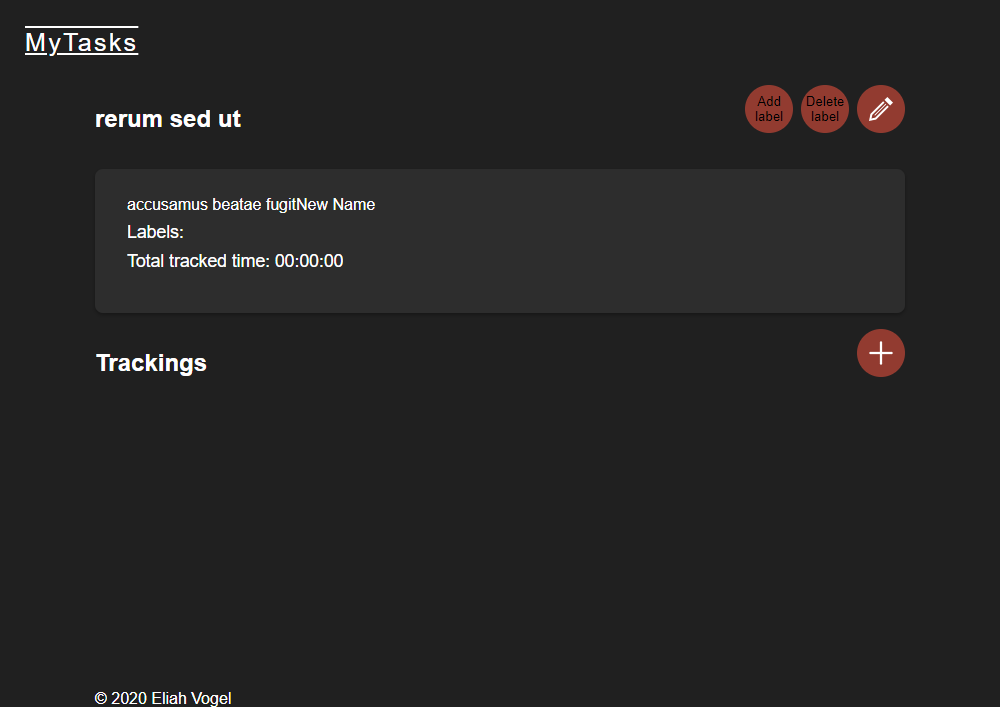 MyTasks
rerum sed ut
Add
label
Delete
label
accusamus beatae fugitNew Name
Labels:
Total tracked time: 00:00:00
Trackings
© 2020 Eliah Vogel